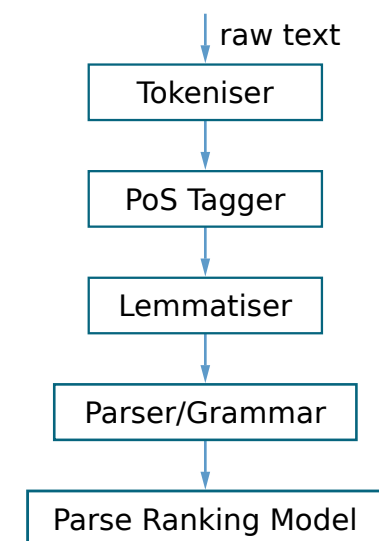 raw text
Tokeniser
PoS Tagger
Lemmatiser
Parser/Grammar
Parse Ranking Model